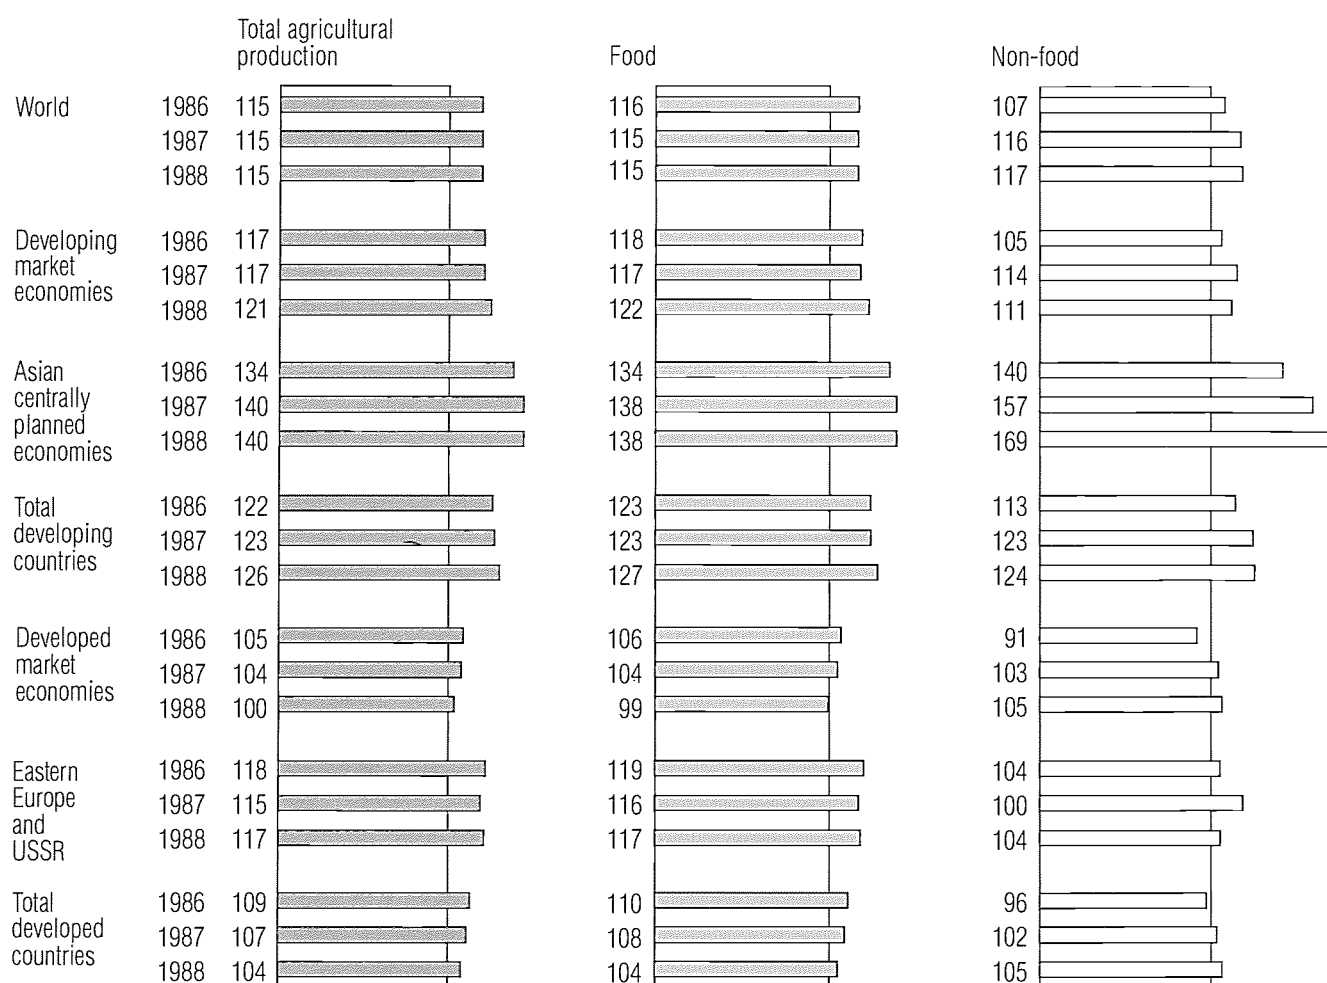 Total agricultural
production Food Non-food
World 1986 115 116 107
1987 115 115 116
1988 115 115 117
Developing 1986 117 118 105
market
1987 117 117 114
economies
1988 121 122 111
Asian 1986 134 134 140
centrally 1987 140 138 157
planned
economies 1988 140 138 169
Total 1986 122 123 113
developing 1987 123 123 123
countries
1988 126 127 124
Developed 1986 105 106 91
market 1987 104 104 103
economies
1988 100 99 105
Eastern 1986 118 119 104
Europe 1987 115 116 100
and
USSR 1988 117 117 104
Total 1986 109 110 96
developed 1987 107 108 102
countries
1988 104 104 105